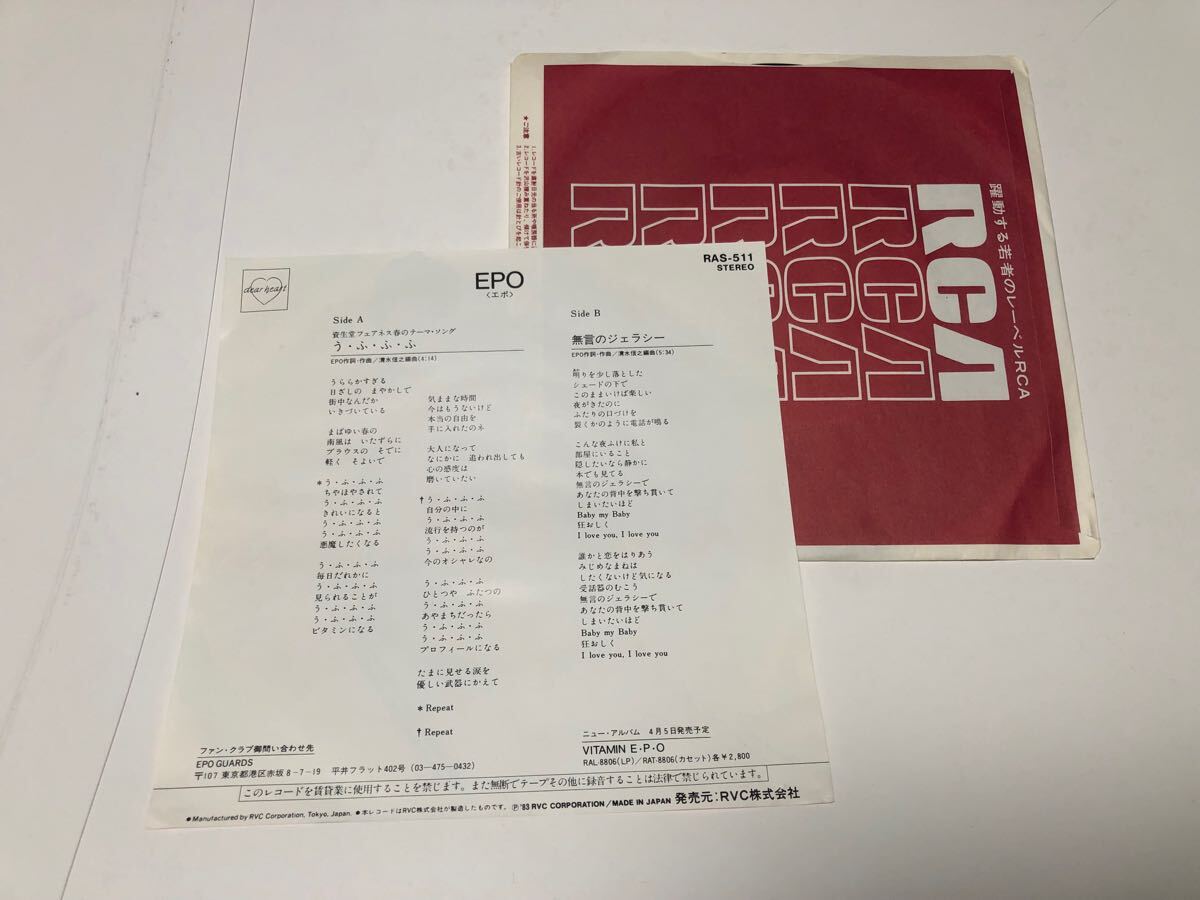 dear heart
EPO
〈エポ〉
RAS-511
STEREO
Side A
資生堂フェアネス春のテーマ・ソング
う・ふ・ふ・ふ
EPO作詞・作曲/清水信之編曲(4:14)
うららかすぎる
日ざしの まやかしで
街中なんだか
いきづいている
まばゆい春の
南風は いたずらに
ブラウスの そでに
軽く そよいで
*う・ふ・ふ・ふ
ちやほやされて
う・ふ・ふ・ふ
きれいになると
う・ふ・ふ・ふ
う・ふ・ふ・ふ
悪魔したくなる
う・ふ・ふ・ふ
毎日だれかに
う・ふ・ふ・ふ
見られることが
う・ふ・ふ・ふ
う・ふ・ふ・ふ
ビタミンになる
気ままな時間
今はもうないけど
本当の自由を
手に入れたのネ
大人になって
なにかに 追われ出しても
心の感度は
磨いていたい
†う・ふ・ふ・ふ
自分の中に
う・ふ・ふ・ふ
流行を持つのが
う・ふ・ふ・ふ
う・ふ・ふ・ふ
今のオシャレなの
う・ふ・ふ・ふ
ひとつや ふたつの
う・ふ・ふ・ふ
あやまちだったら
う・ふ・ふ・ふ
う・ふ・ふ・ふ
プロフィールになる
たまに見せる涙を
優しい武器にかえて
* Repeat
† Repeat
Side B
無言のジェラシー
EPO作詞・作曲/清水信之編曲(5:34)
明りを少し落とした
シェードの下で
このままいけば楽しい
夜がきたのに
ふたりの口づけを
裂くかのように電話が鳴る
こんな夜ふけに私と
部屋にいること
隠したいなら静かに
本でも見てる
無言のジェラシーで
あなたの背中を撃ち貫いて
しまいたいほど
Baby my Baby
狂おしく
I love you, I love you
誰かと恋をはりあう
みじめなまねは
したくないけど気になる
受話器のむこう
無言のジェラシーで
あなたの背中を撃ち貫いて
しまいたいほど
Baby my Baby
狂おしく
I love you, I love you
ファン・クラブ御問い合わせ先
EPO GUARDS
〒107 東京都港区赤坂8-7-19 平井フラット402号 (03-475-0432)
ニュー・アルバム 4月5日発売予定
VITAMIN E・P・O
RAL-8806(LP)/RAT-8806(カセット)各¥2,800
このレコードを賃貸業に使用することを禁じます。また無断でテープその他に録音することは法律で禁じられています。
●Manufactured by RVC Corporation, Tokyo, Japan. ●本レコードはRVC株式会社が製造したものです。Ⓟ'83 RVC CORPORATION/MADE IN JAPAN 発売元:RVC株式会社
躍動する若者のレーベルRCA
RCA
RCA
RCA
RCA
R
★ご注意